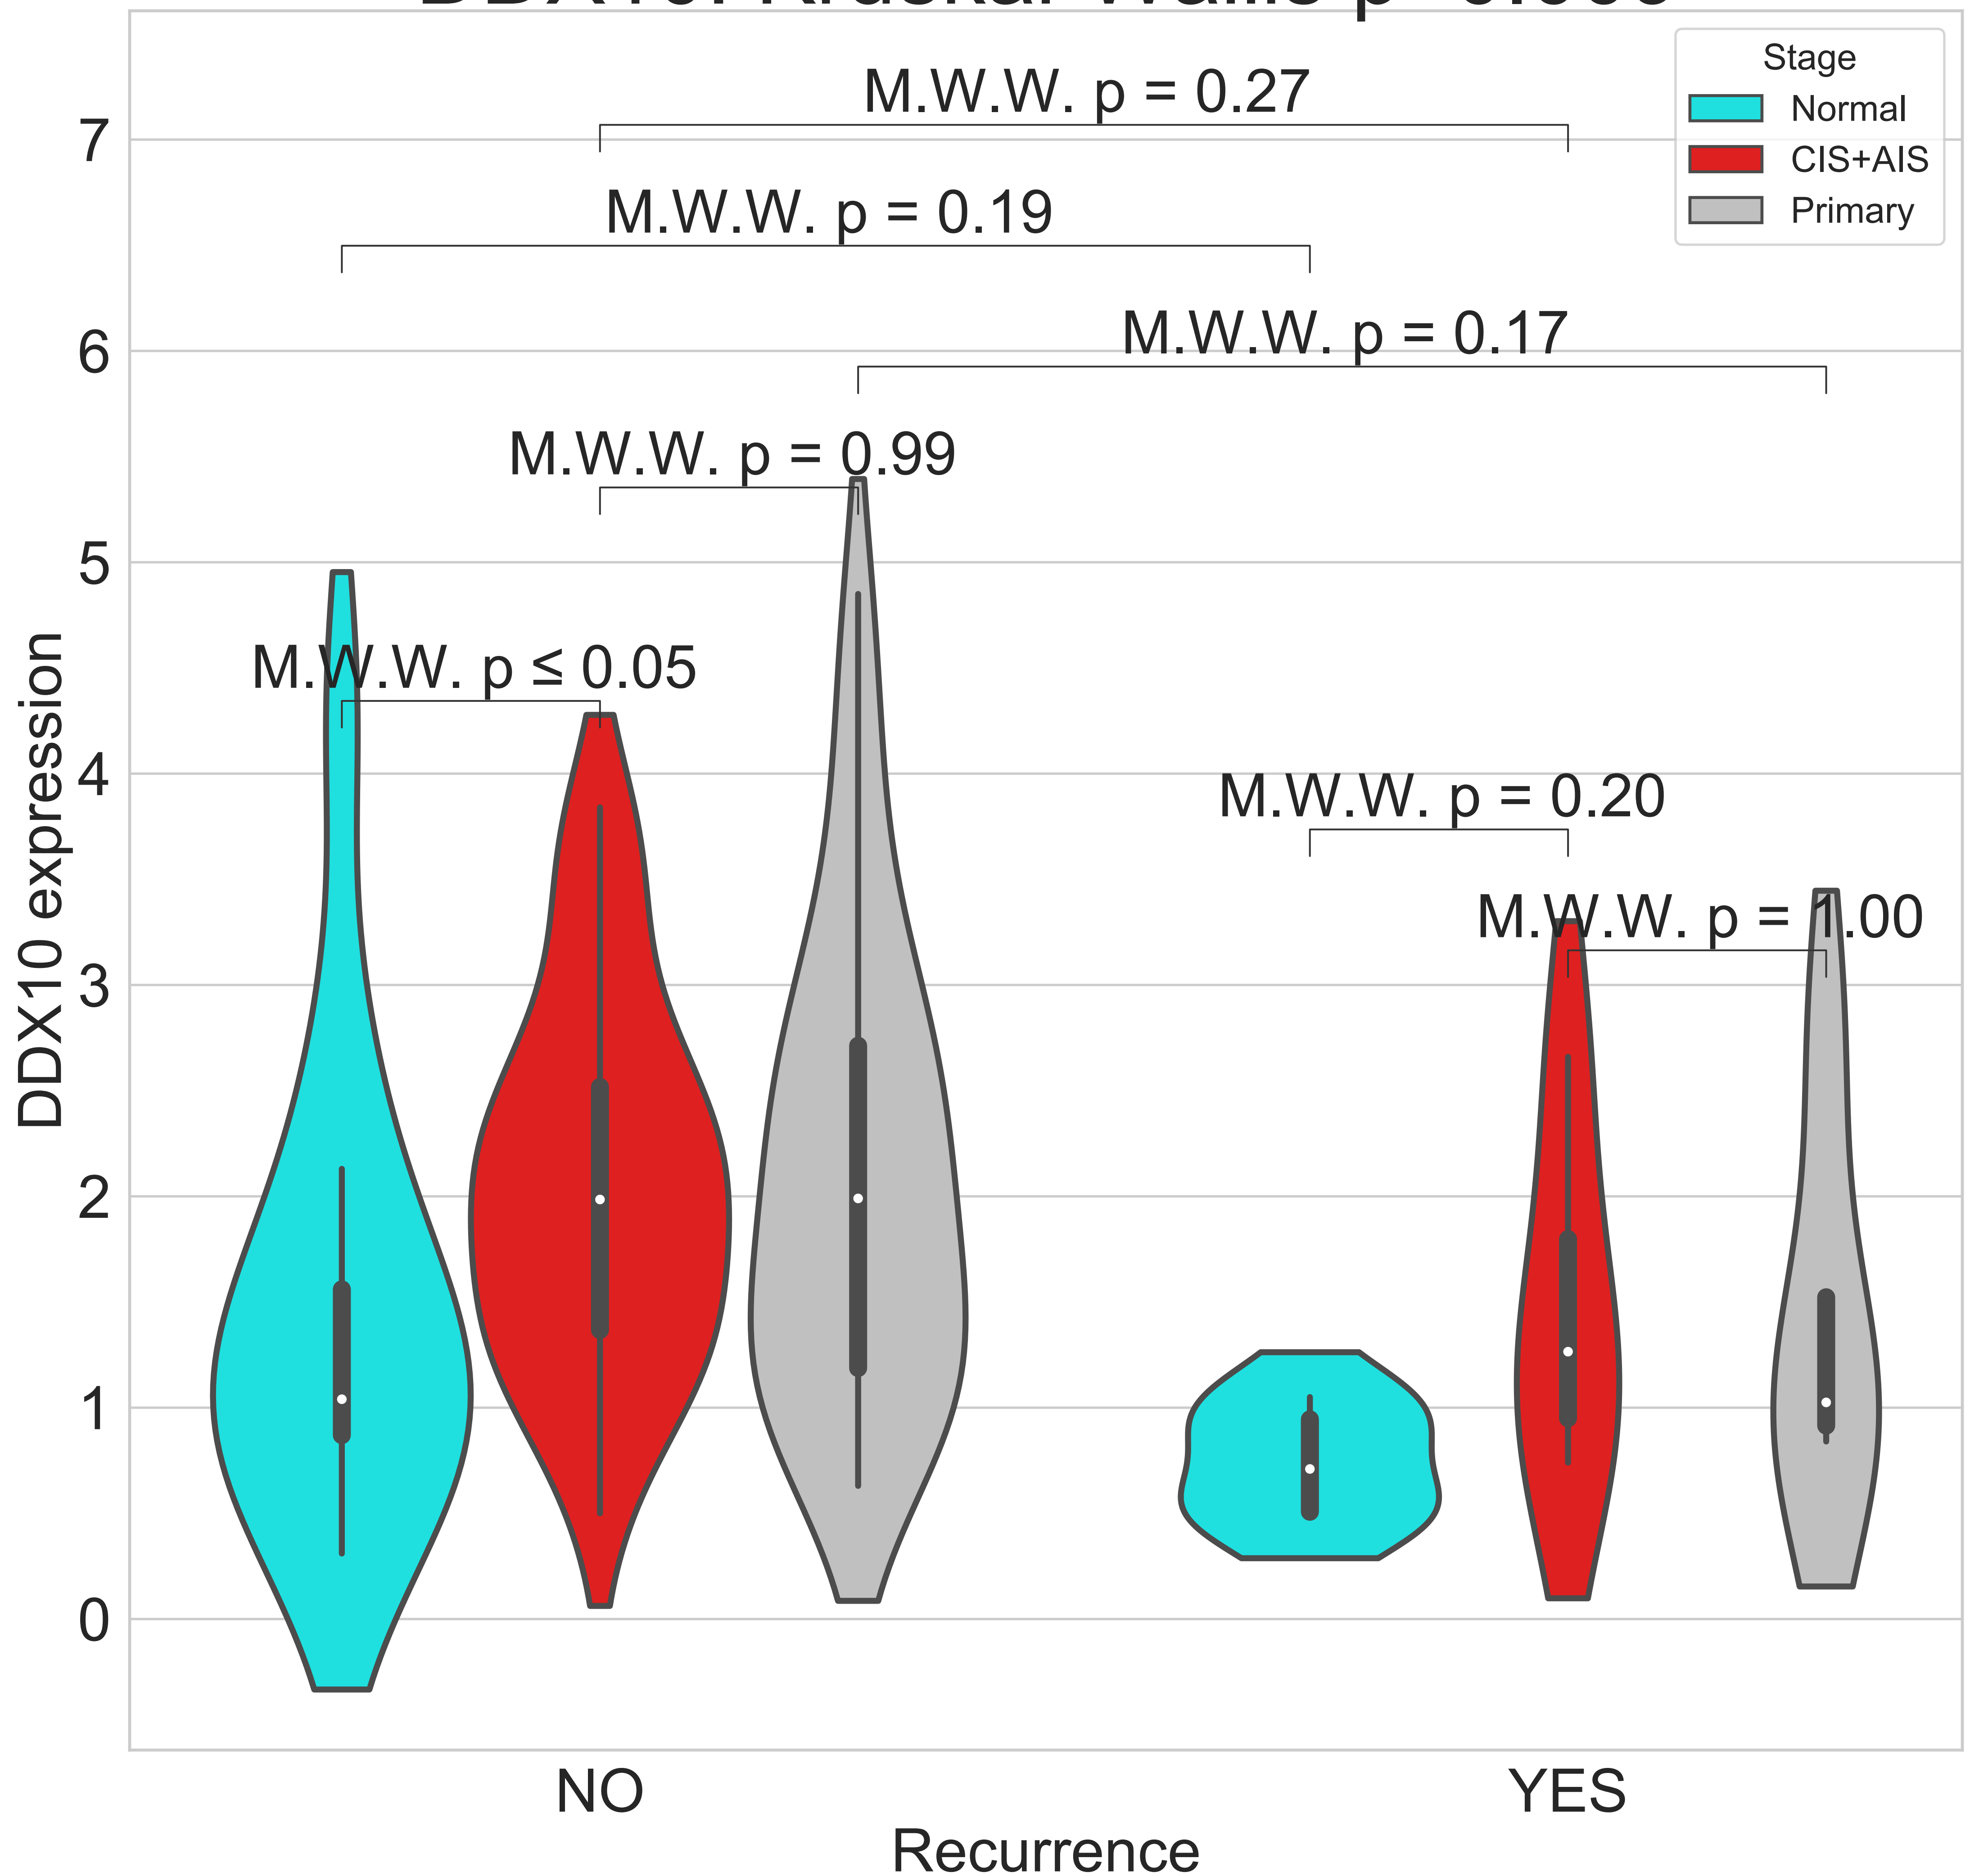 Stage
Normal
CIS+AIS
Primary
M.W.W. p = 0.27
M.W.W. p = 0.19
M.W.W. p = 0.17
M.W.W. p = 0.99
M.W.W. p ≤ 0.05
M.W.W. p = 0.20
M.W.W. p = 1.00
7
6
5
4
3
2
1
0
DDX10 expression
NO
YES
Recurrence